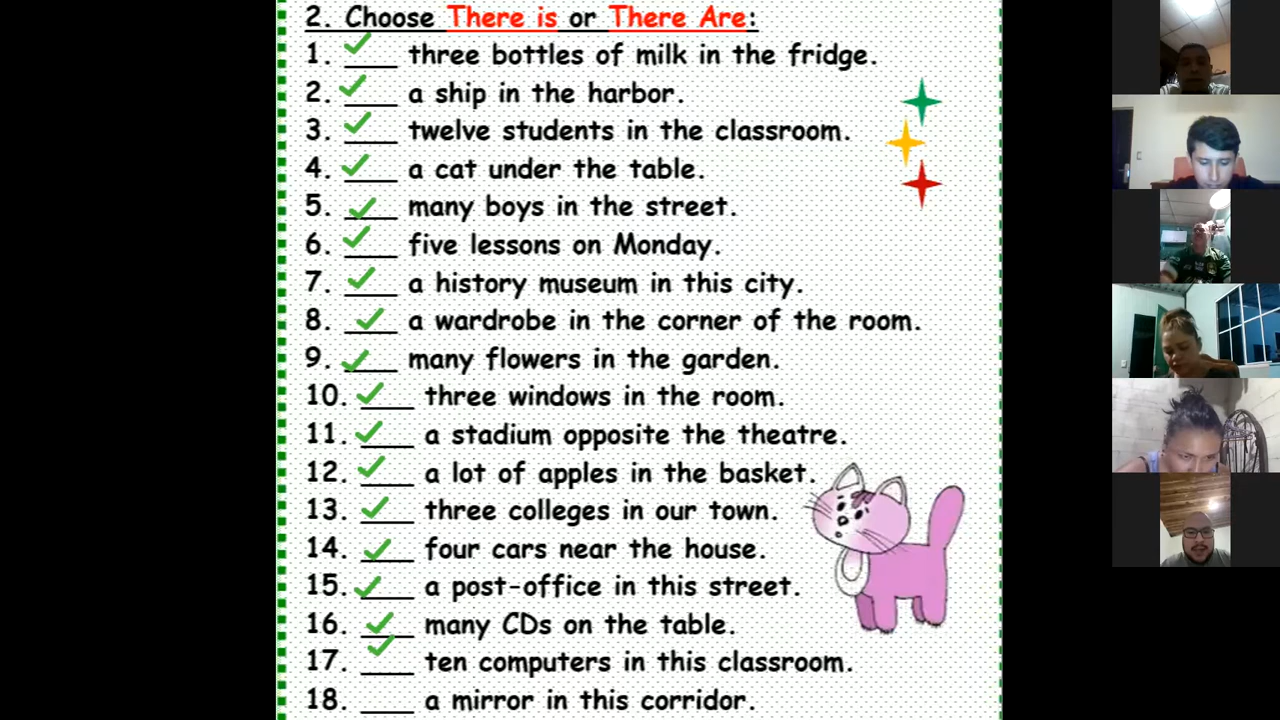 2. Choose There is or There Are:
1. ____ three bottles of milk in the fridge.
2. ____ a ship in the harbor.
3. ____ twelve students in the classroom.
4. ____ a cat under the table.
5. ____ many boys in the street.
6. ____ five lessons on Monday.
7. ____ a history museum in this city.
8. ____ a wardrobe in the corner of the room.
9. ____ many flowers in the garden.
10. ____ three windows in the room.
11. ____ a stadium opposite the theatre.
12. ____ a lot of apples in the basket.
13. ____ three colleges in our town.
14. ____ four cars near the house.
15. ____ a post-office in this street.
16. ____ many CDs on the table.
17. ____ ten computers in this classroom.
18. ____ a mirror in this corridor.